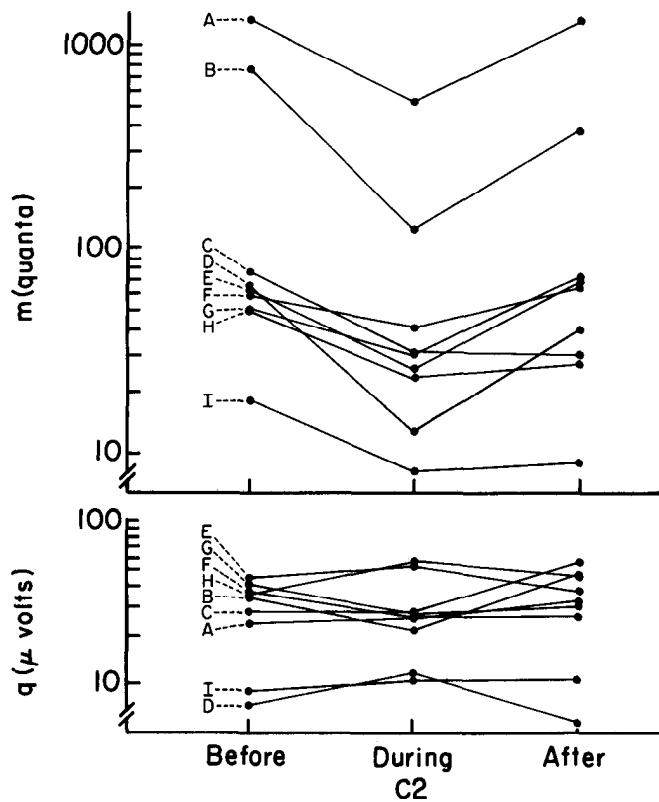 1000
100
10
m (quanta)
A
B
C
D
E
F
G
H
I
100
10
q (μ volts)
E
G
F
H
B
C
A
I
D
Before
During
After
C2